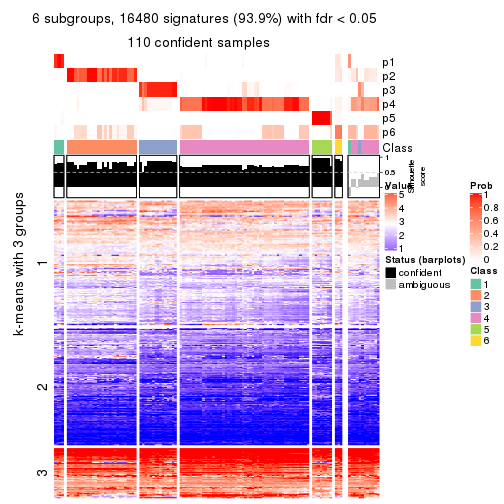 6 subgroups, 16480 signatures (93.9%) with fdr < 0.05
110 confident samples
p1
p2
p3
p4
p5
p6
Class
1
0.5
0
Silhouette
score
k-means with 3 groups
1
2
3
Value
5
4
3
2
1
Status (barplots)
confident
ambiguous
Prob
1
0.8
0.6
0.4
0.2
0
Class
1
2
3
4
5
6